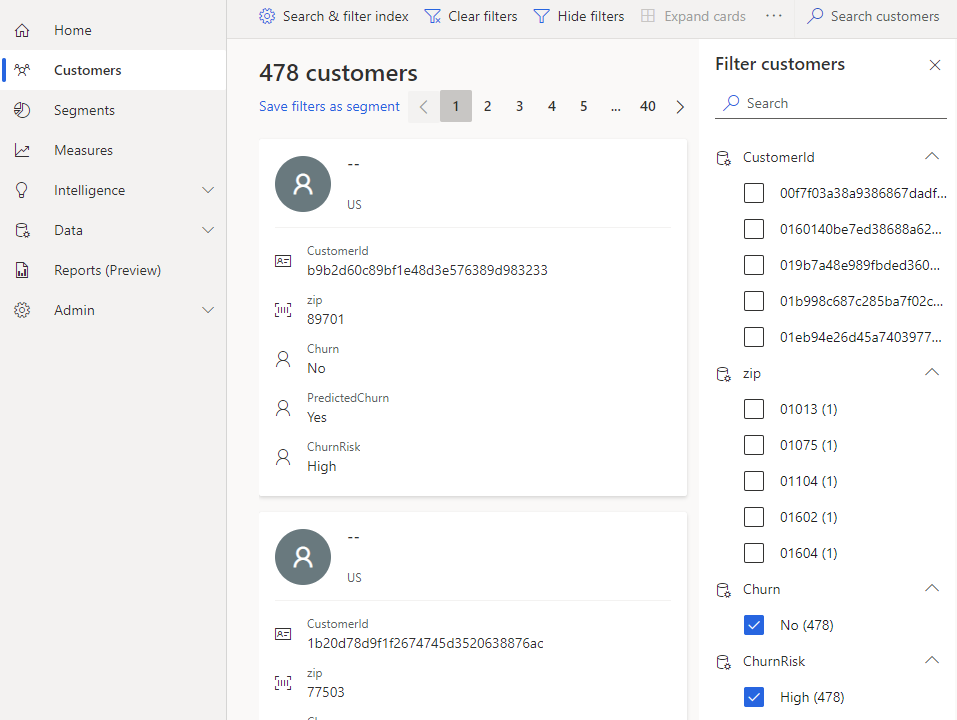 Home
Customers
Segments
Measures
Intelligence
Data
Reports (Preview)
Admin
Search & filter index
Clear filters
Hide filters
Expand cards
...
Search customers
478 customers
Save filters as segment
1 2 3 4 5 ... 40
--
US
CustomerId
b9b2d60c89bf1e48d3e576389d983233
zip
89701
Churn
No
PredictedChurn
Yes
ChurnRisk
High
--
US
CustomerId
1b20d78d9f1f2674745d3520638876ac
zip
77503
Filter customers
Search
CustomerId
00f7f03a38a9386867dadf...
0160140be7ed38688a62...
019b7a48e989fbded360...
01b998c687c285ba7f02c...
01eb94e26d45a7403977...
zip
01013 (1)
01075 (1)
01104 (1)
01602 (1)
01604 (1)
Churn
No (478)
ChurnRisk
High (478)